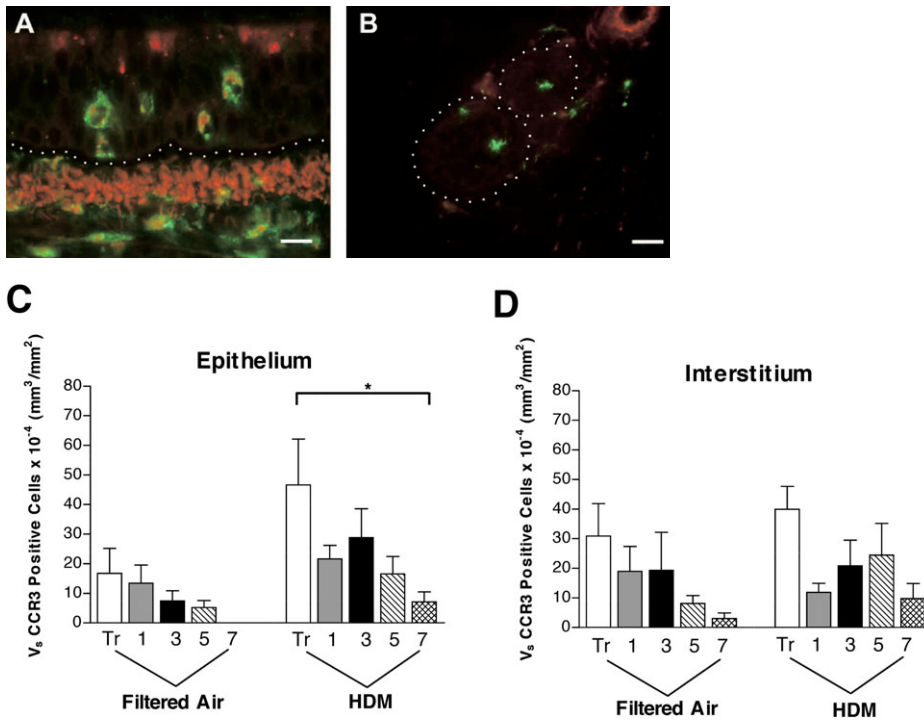 A
B
C
D
Epithelium
Interstitium
Vs CCR3 Positive Cells x 10⁻⁴ (mm³/mm²)
80
70
60
50
40
30
20
10
0
*
Tr 1 3 5 7
Tr 1 3 5 7
Filtered Air
HDM
Vs CCR3 Positive Cells x 10⁻⁴ (mm³/mm²)
80
70
60
50
40
30
20
10
0
Tr 1 3 5 7
Tr 1 3 5 7
Filtered Air
HDM